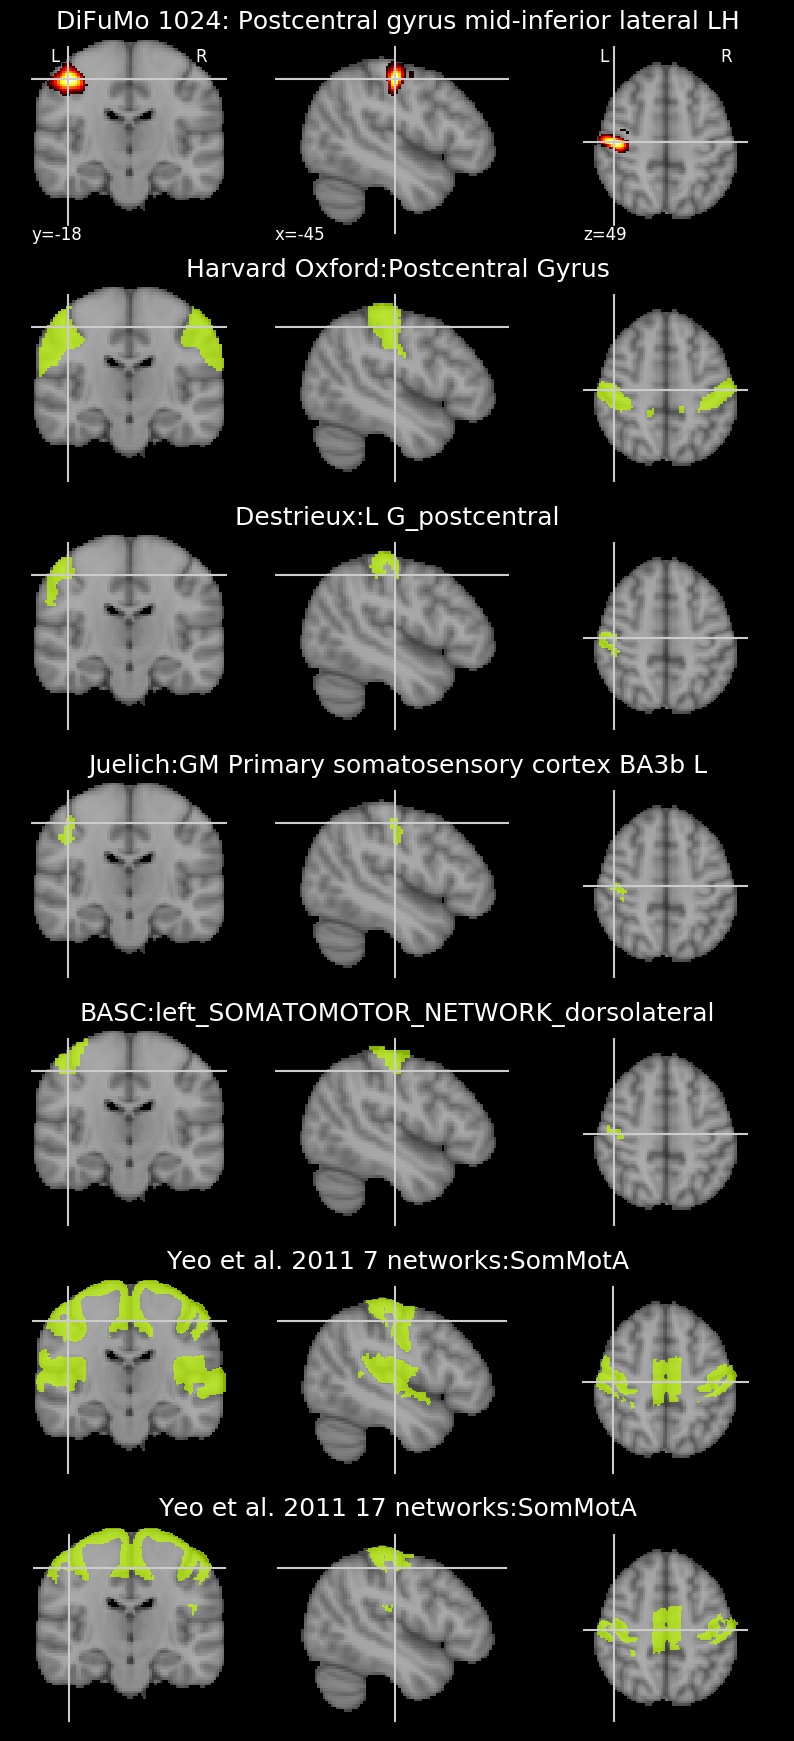 DiFuMo 1024: Postcentral gyrus mid-inferior lateral LH
L R L R
y=-18 x=-45 z=49
Harvard Oxford:Postcentral Gyrus
Destrieux:L G_postcentral
Juelich:GM Primary somatosensory cortex BA3b L
BASC:left_SOMATOMOTOR_NETWORK_dorsolateral
Yeo et al. 2011 7 networks:SomMotA
Yeo et al. 2011 17 networks:SomMotA